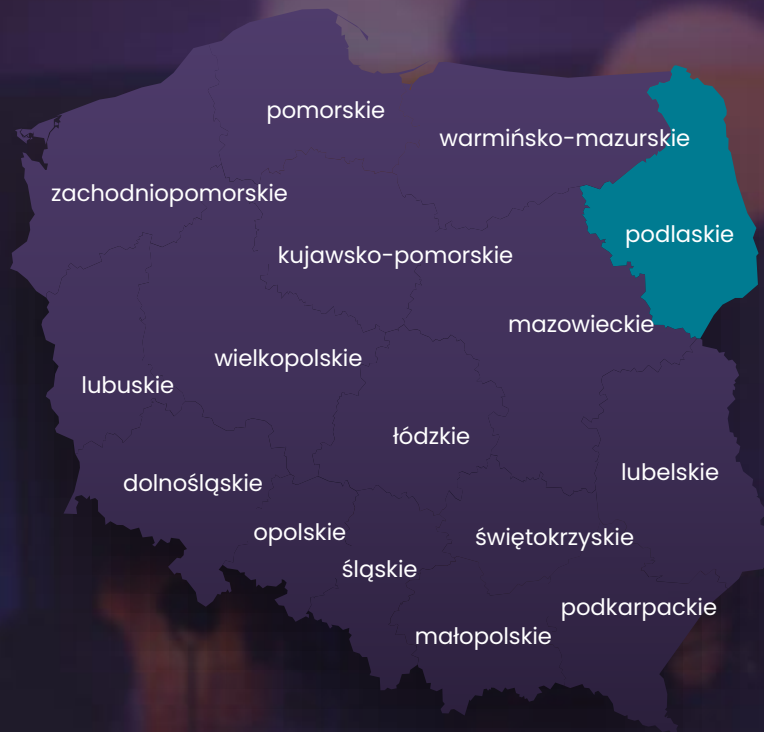 pomorskie
warmińsko-mazurskie
zachodniopomorskie
podlaskie
kujawsko-pomorskie
mazowieckie
wielkopolskie
lubuskie
łódzkie
lubelskie
dolnośląskie
opolskie
świętokrzyskie
śląskie
podkarpackie
małopolskie